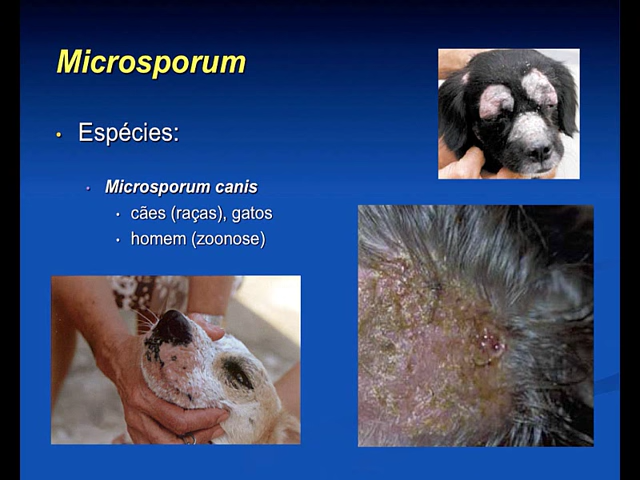 Microsporum
• Espécies:
• Microsporum canis
• cães (raças), gatos
• homem (zoonose)